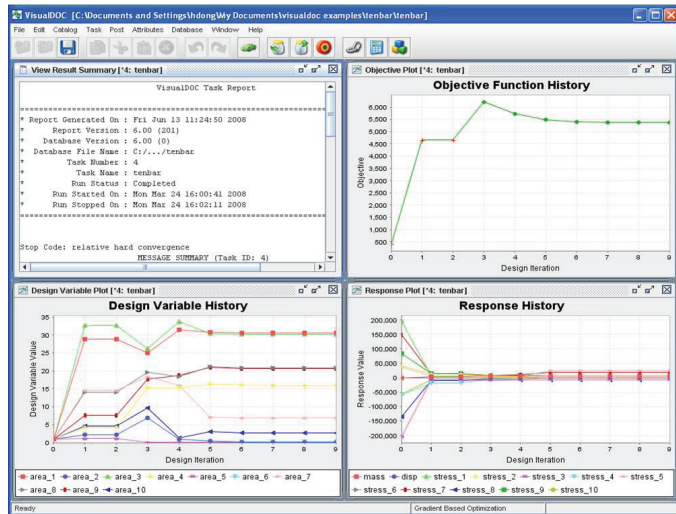 VisualDOC [C:\Documents and Settings\hdong\My Documents\visualdoc examples\tenbar\tenbar]
File Edit Catalog Task Post Attributes Database Window Help
View Result Summary [*4: tenbar]
VisualDOC Task Report
* Report Generated On : Fri Jun 13 11:24:50 2008
* Report Version : 6.00 (201)
* Database Version : 6.00 (0)
* Database File Name : C:/.../tenbar
* Task Number : 4
* Task Name : tenbar
* Run Status : Completed
* Run Started On : Mon Mar 24 16:00:41 2008
* Run Stopped On : Mon Mar 24 16:02:11 2008
Stop Code: relative hard convergence
MESSAGE SUMMARY (Task ID: 4)
Objective Plot [*4: tenbar]
Objective Function History
Objective
6,000
5,500
5,000
4,500
4,000
3,500
3,000
2,500
2,000
1,500
1,000
500
0 1 2 3 4 5 6 7 8 9
Design Iteration
Design Variable Plot [*4: tenbar]
Design Variable History
Design Variable Value
35
30
25
20
15
10
5
0
0 1 2 3 4 5 6 7 8 9
Design Iteration
area_1 area_2 area_3 area_4 area_5 area_6 area_7
area_8 area_9 area_10
Response Plot [*4: tenbar]
Response History
Response Value
200,000
150,000
100,000
50,000
0
-50,000
-100,000
-150,000
-200,000
0 1 2 3 4 5 6 7 8 9
Design Iteration
mass disp stress_1 stress_2 stress_3 stress_4 stress_5
stress_6 stress_7 stress_8 stress_9 stress_10
Ready
Gradient Based Optimization